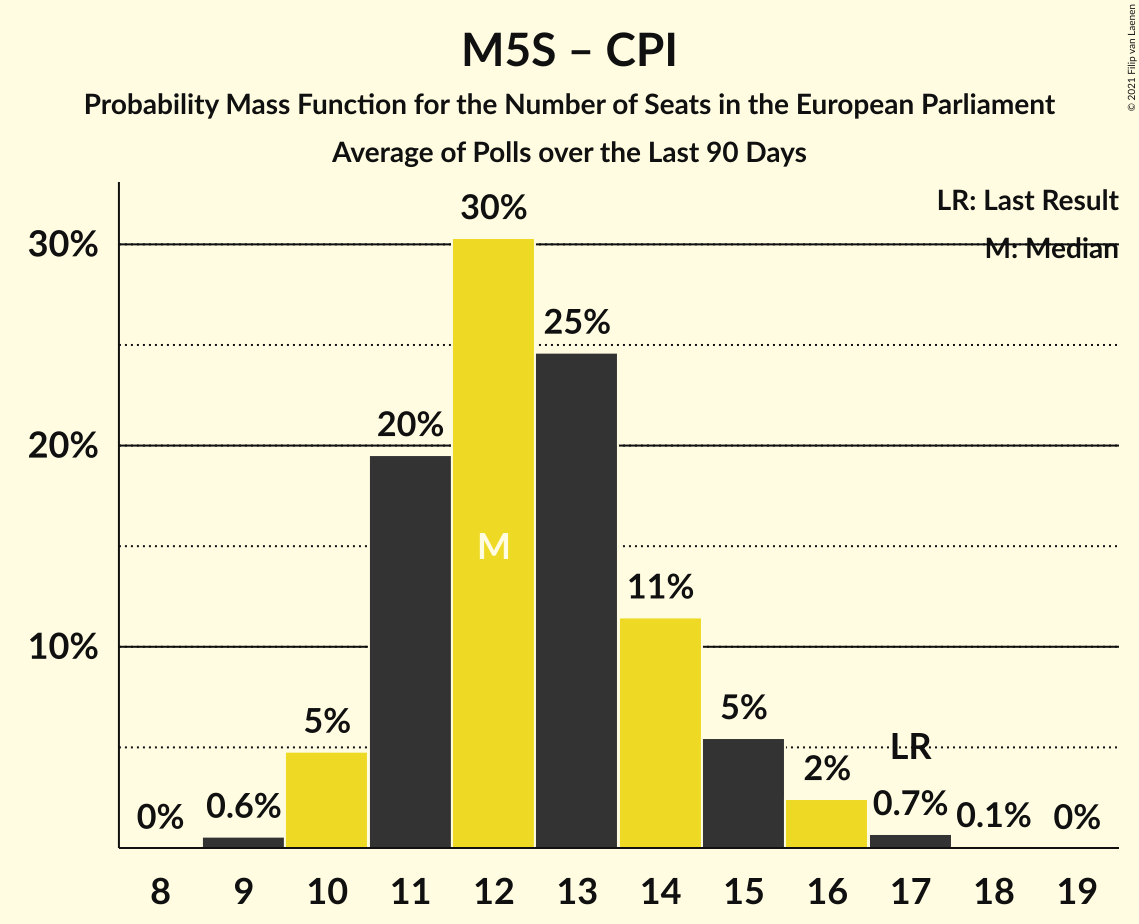 M5S – CPI
Probability Mass Function for the Number of Seats in the European Parliament
Average of Polls over the Last 90 Days
© 2021 Filip van Laenen
LR: Last Result
M: Median
30%
20%
10%
0%
0.6%
5%
20%
30%
M
25%
11%
5%
2%
LR
0.7%
0.1%
0%
8 9 10 11 12 13 14 15 16 17 18 19